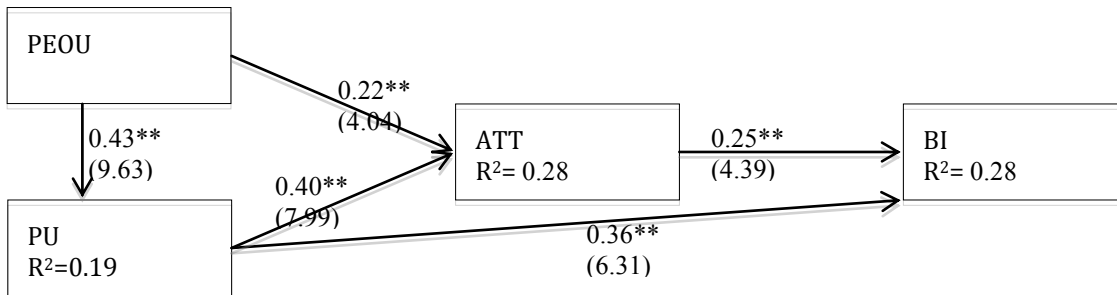 PEOU
0.22**
(4.04)
0.43**
(9.63)
ATT
R²= 0.28
0.25**
(4.39)
BI
R²= 0.28
0.40**
(7.99)
PU
R²=0.19
0.36**
(6.31)